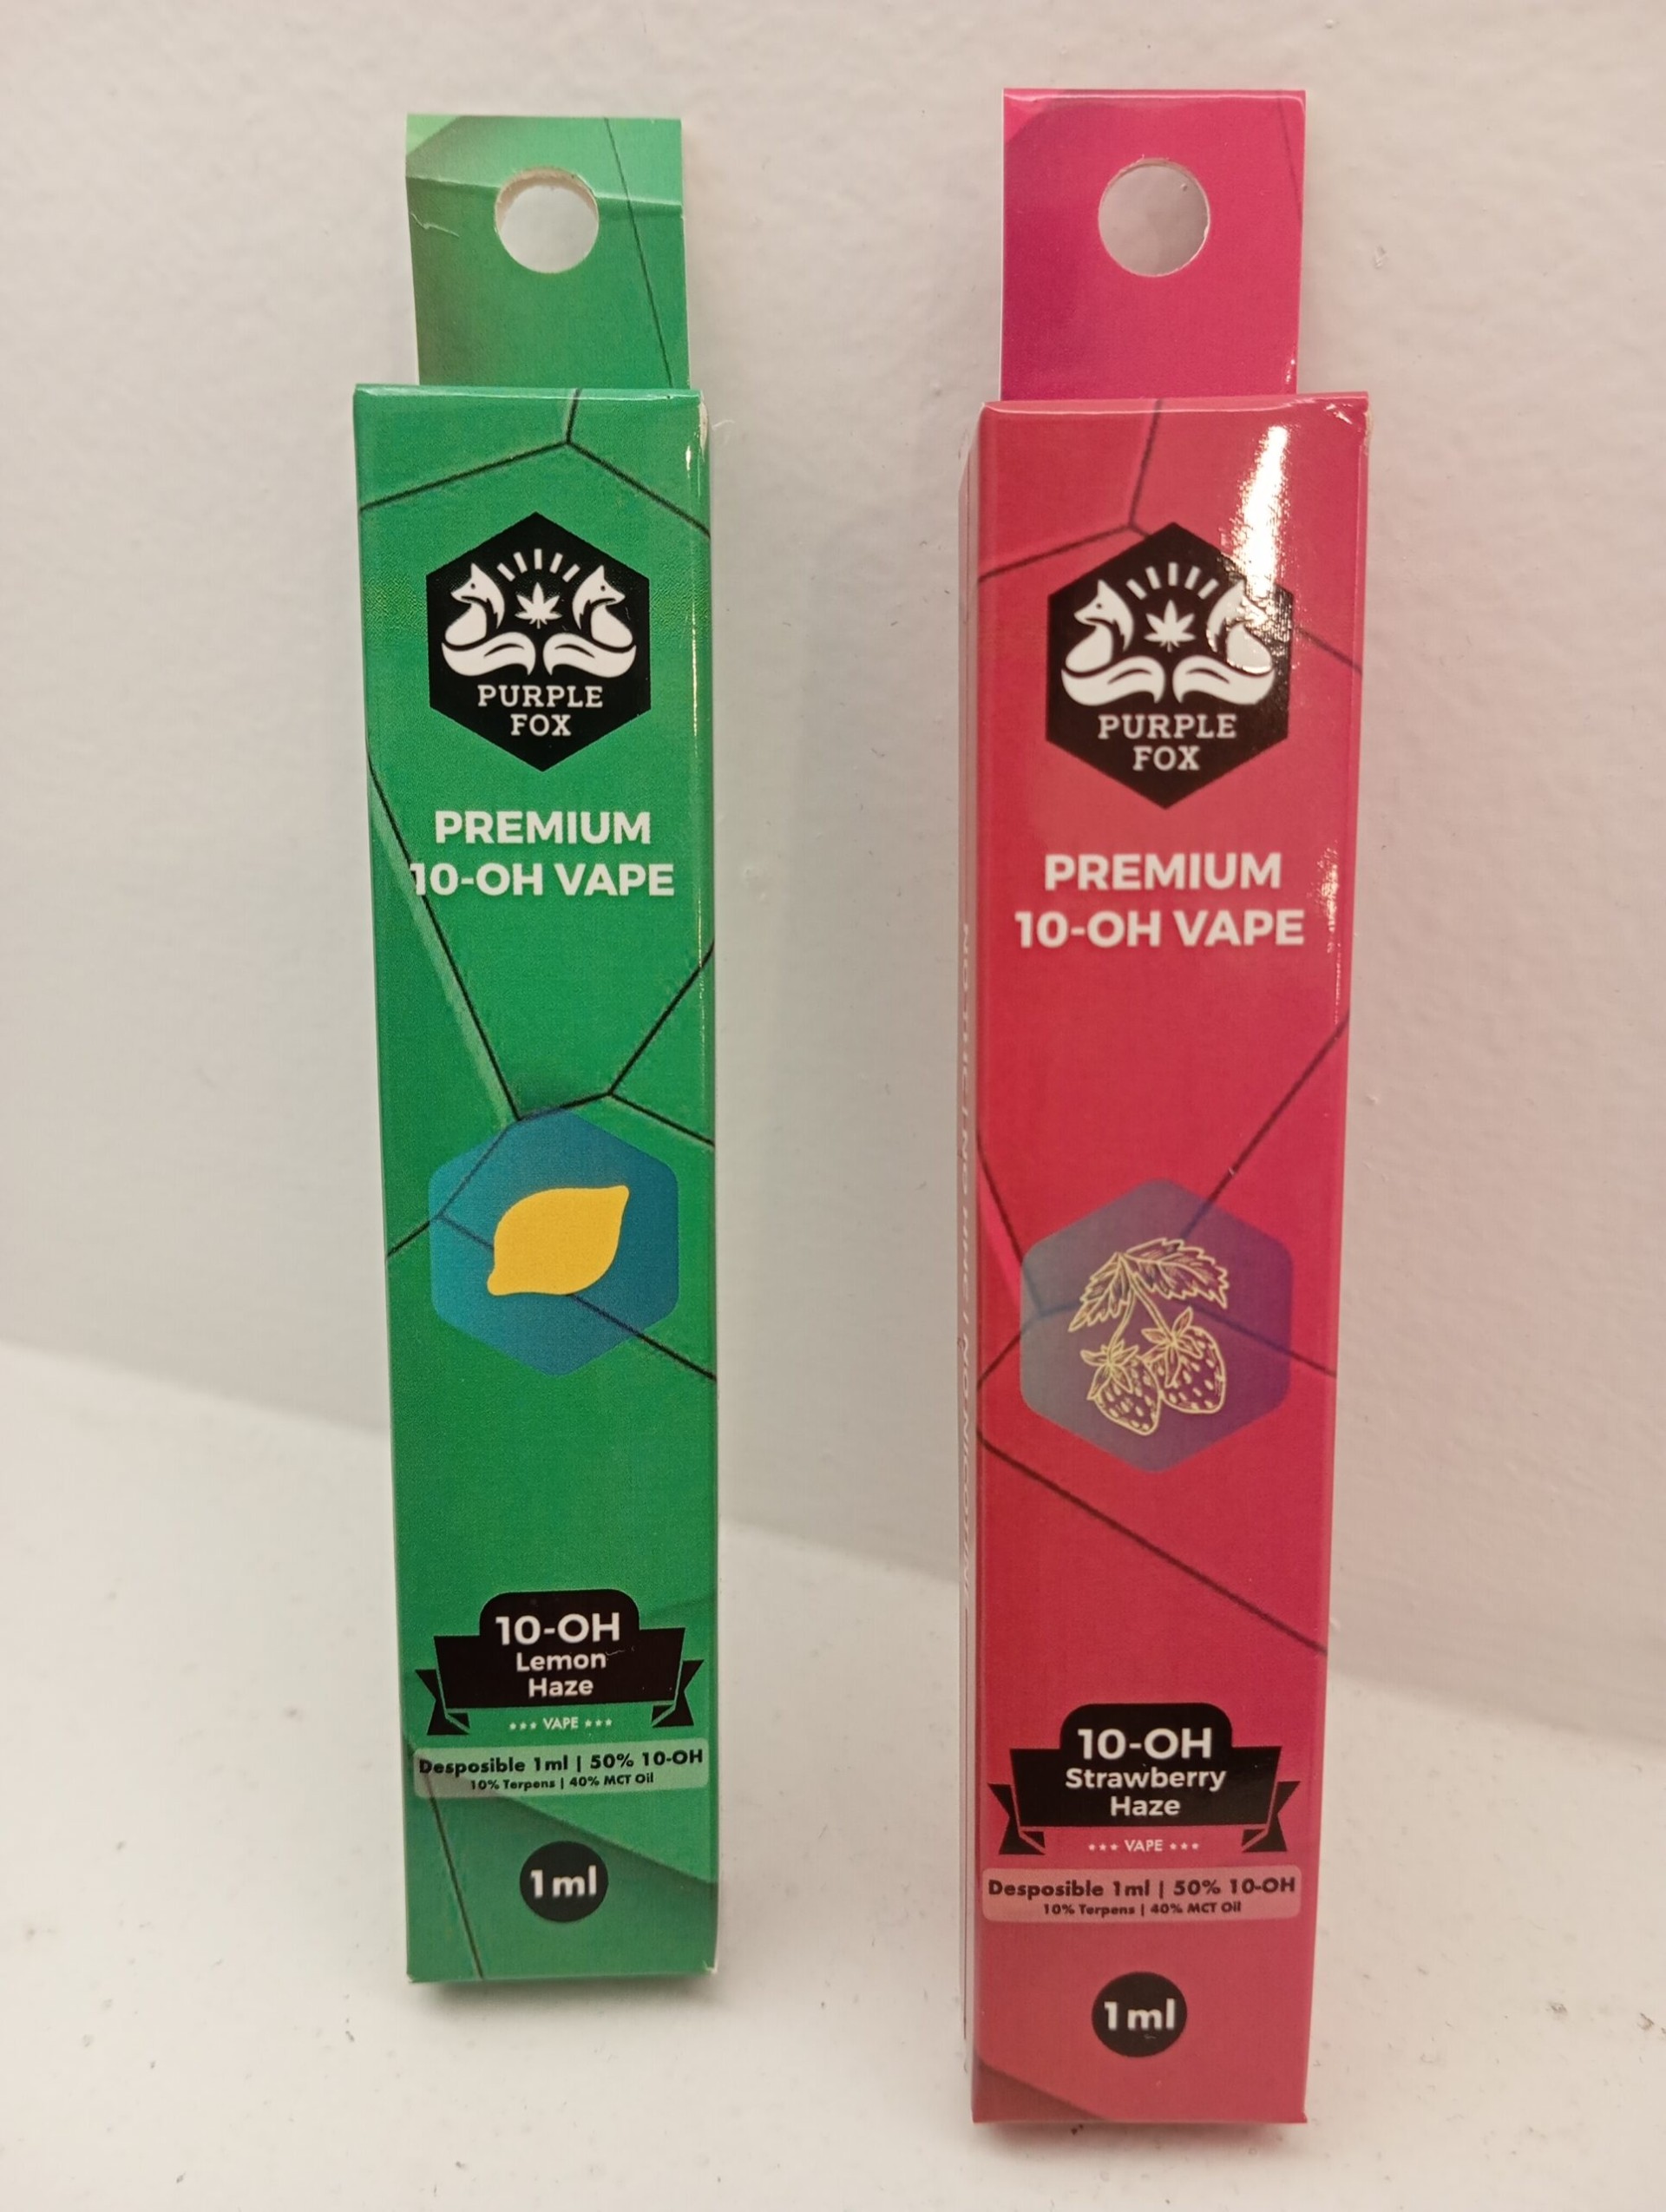 PURPLE
FOX
PREMIUM
10-OH VAPE
10-OH
Lemon
Haze
*** VAPE ***
Desposible 1ml | 50% 10-OH
10% Terpens | 40% MCT Oil
1ml
PURPLE
FOX
PREMIUM
10-OH VAPE
10-OH
Strawberry
Haze
*** VAPE ***
Desposible 1ml | 50% 10-OH
10% Terpens | 40% MCT Oil
1ml